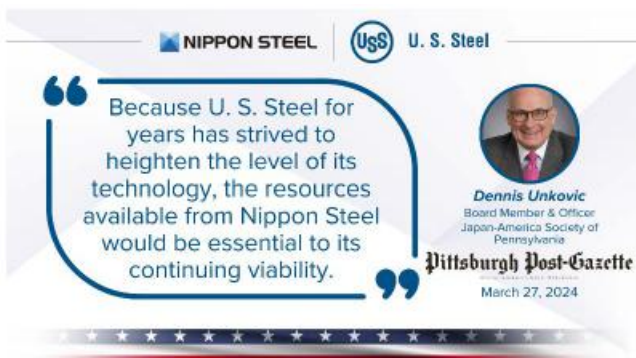 NIPPON STEEL
USS
U. S. Steel
Because U. S. Steel for
years has strived to
heighten the level of its
technology, the resources
available from Nippon Steel
would be essential to its
continuing viability.
Dennis Unkovic
Board Member & Officer
Japan-America Society of
Pennsylvania
Pittsburgh Post-Gazette
March 27, 2024